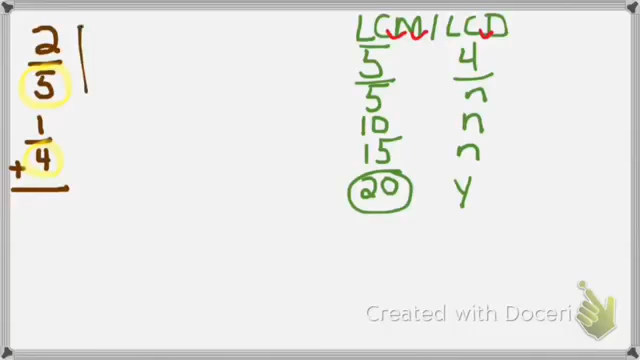 2/5
1/4
+
LCM/LCD
5 4
5 n
10 n
15 n
20 y
Created with Doceri